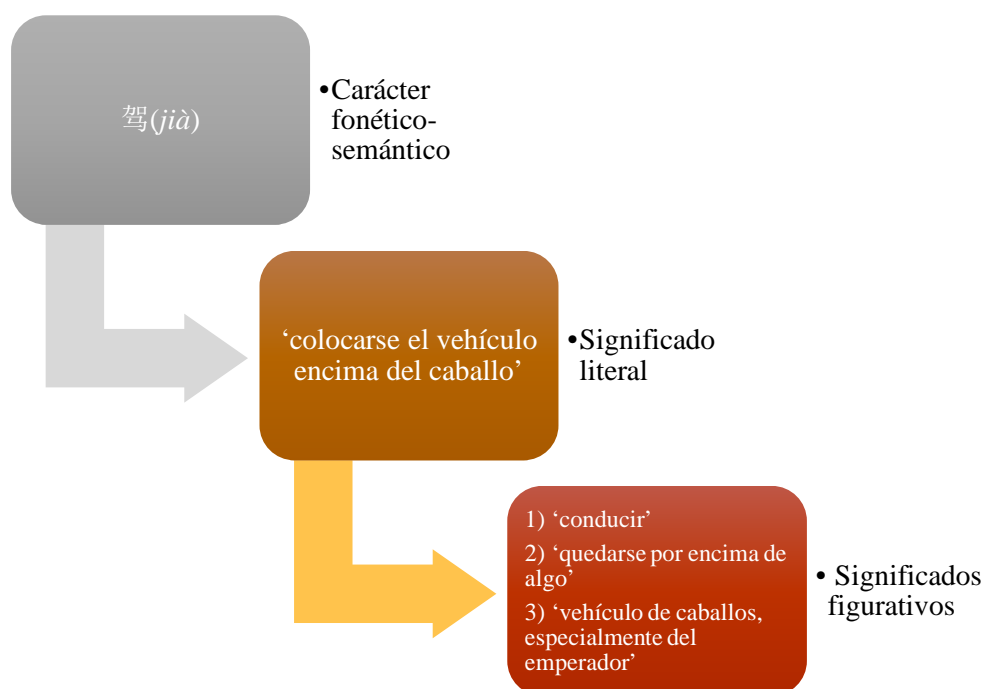 驾(jià)
•Carácter
fonético-
semántico
‘colocarse el vehículo
encima del caballo’
•Significado
literal
1) ‘conducir’
2) ‘quedarse por encima de
algo’
3) ‘vehículo de caballos,
especialmente del
emperador’
• Significados
figurativos